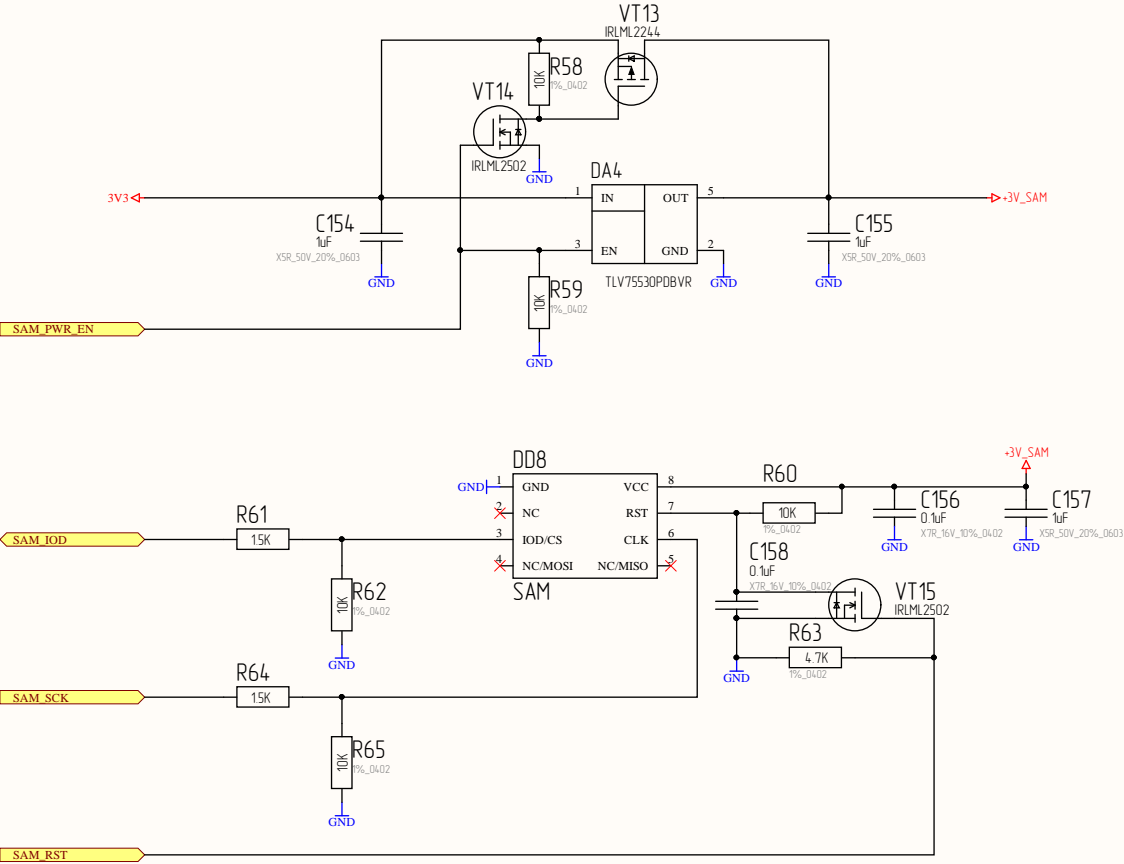 VT13
IRLML2244
R58
10K
1%_0402
VT14
IRLML2502
GND
DA4
3V3
1
IN
OUT
5
+3V_SAM
C154
1uF
X5R_50V_20%_0603
GND
3
EN
GND
2
C155
1uF
X5R_50V_20%_0603
GND
TLV75530PDBVR
GND
R59
10K
1%_0402
GND
SAM_PWR_EN
+3V_SAM
DD8
GND
1
GND
VCC
8
R60
10K
1%_0402
C156
0.1uF
X7R_16V_10%_0402
GND
C157
1uF
X5R_50V_20%_0603
GND
2
NC
RST
7
R61
1.5K
SAM_IOD
3
IOD/CS
CLK
6
4
NC/MOSI
NC/MISO
5
SAM
C158
0.1uF
X7R_16V_10%_0402
VT15
IRLML2502
R62
10K
1%_0402
GND
R63
4.7K
1%_0402
GND
R64
1.5K
SAM_SCK
R65
10K
1%_0402
GND
SAM_RST